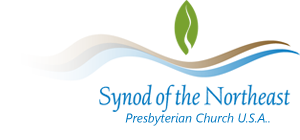 Synod of the Northeast
Presbyterian Church U.S.A..